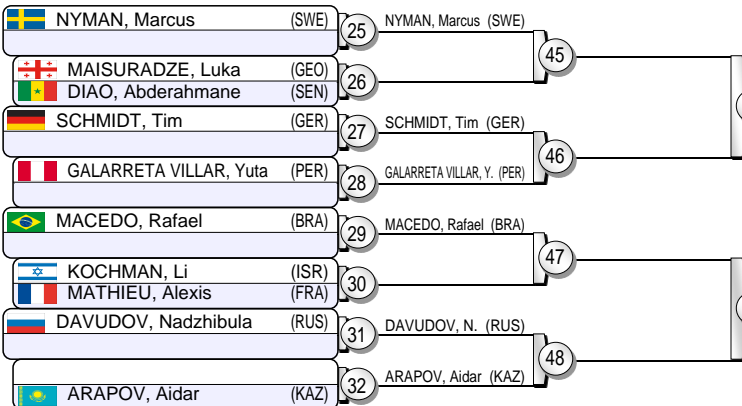 NYMAN, Marcus (SWE)
25
NYMAN, Marcus (SWE)
45
MAISURADZE, Luka (GEO)
26
DIAO, Abderahmane (SEN)
SCHMIDT, Tim (GER)
27
SCHMIDT, Tim (GER)
46
GALARRETA VILLAR, Yuta (PER)
28
GALARRETA VILLAR, Y. (PER)
MACEDO, Rafael (BRA)
29
MACEDO, Rafael (BRA)
47
KOCHMAN, Li (ISR)
30
MATHIEU, Alexis (FRA)
DAVUDOV, Nadzhibula (RUS)
31
DAVUDOV, N. (RUS)
48
32
ARAPOV, Aidar (KAZ)
ARAPOV, Aidar (KAZ)